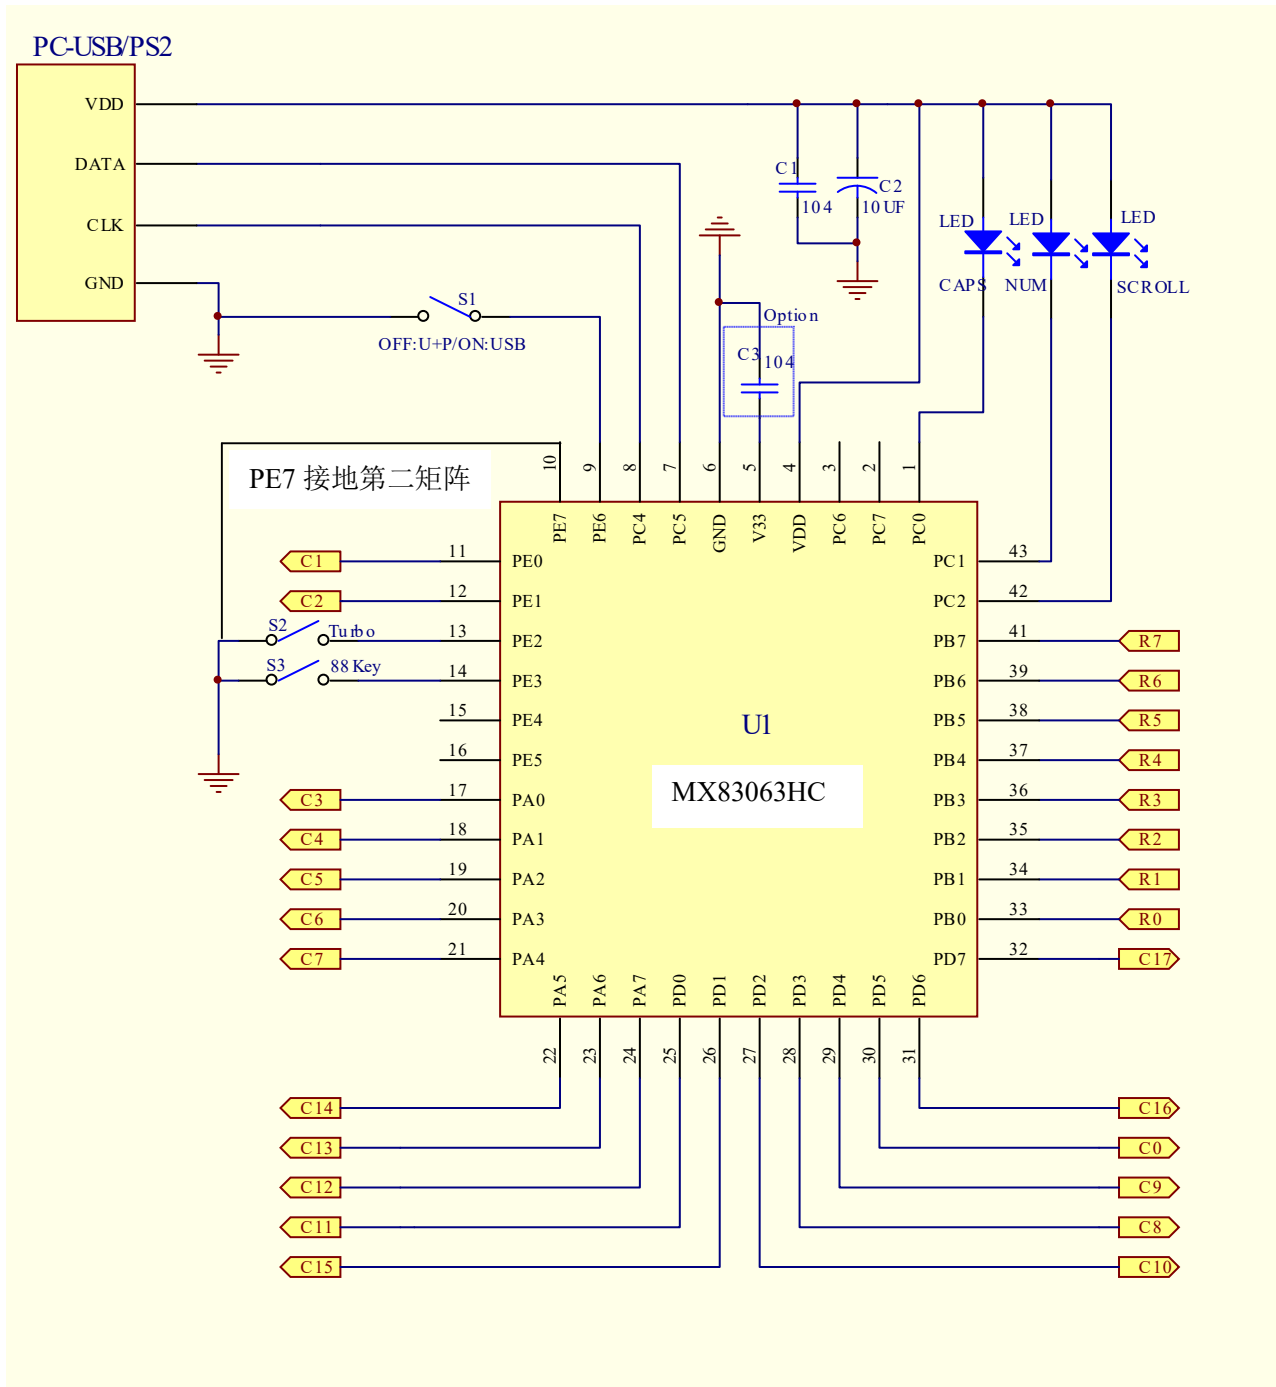 PC-USB/PS2
VDD
DATA
CLK
GND
C1
104
C2
10UF
LED
CAPS
LED
NUM
LED
SCROLL
S1
OFF:U+P/ON:USB
Option
C3
104
PE7 接地第二矩阵
10
9
8
7
6
5
4
3
2
1
PE7
PE6
PC4
PC5
GND
V33
VDD
PC6
PC7
PC0
C1 11 PE0
C2 12 PE1
S2 Turbo 13 PE2
S3 88Key 14 PE3
15 PE4
16 PE5
C3 17 PA0
C4 18 PA1
C5 19 PA2
C6 20 PA3
C7 21 PA4
U1
MX83063HC
PC1 43
PC2 42
PB7 41 R7
PB6 39 R6
PB5 38 R5
PB4 37 R4
PB3 36 R3
PB2 35 R2
PB1 34 R1
PB0 33 R0
PD7 32 C17
PA5
PA6
PA7
PD0
PD1
PD2
PD3
PD4
PD5
PD6
22
23
24
25
26
27
28
29
30
31
C14
C13
C12
C11
C15
C16
C0
C9
C8
C10